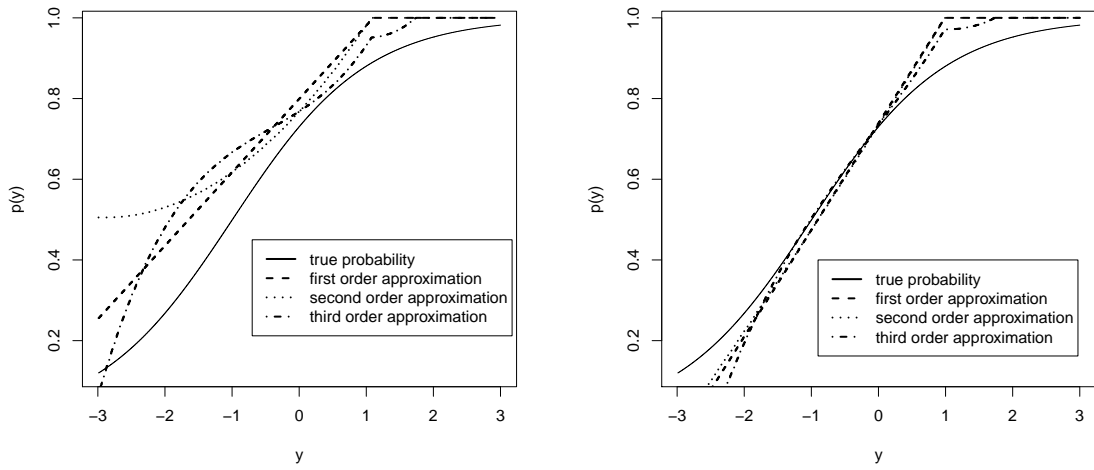 1.0
0.8
0.6
0.4
0.2
p(y)
true probability
first order approximation
second order approximation
third order approximation
−3 −2 −1 0 1 2 3
y
1.0
0.8
0.6
0.4
0.2
p(y)
true probability
first order approximation
second order approximation
third order approximation
−3 −2 −1 0 1 2 3
y